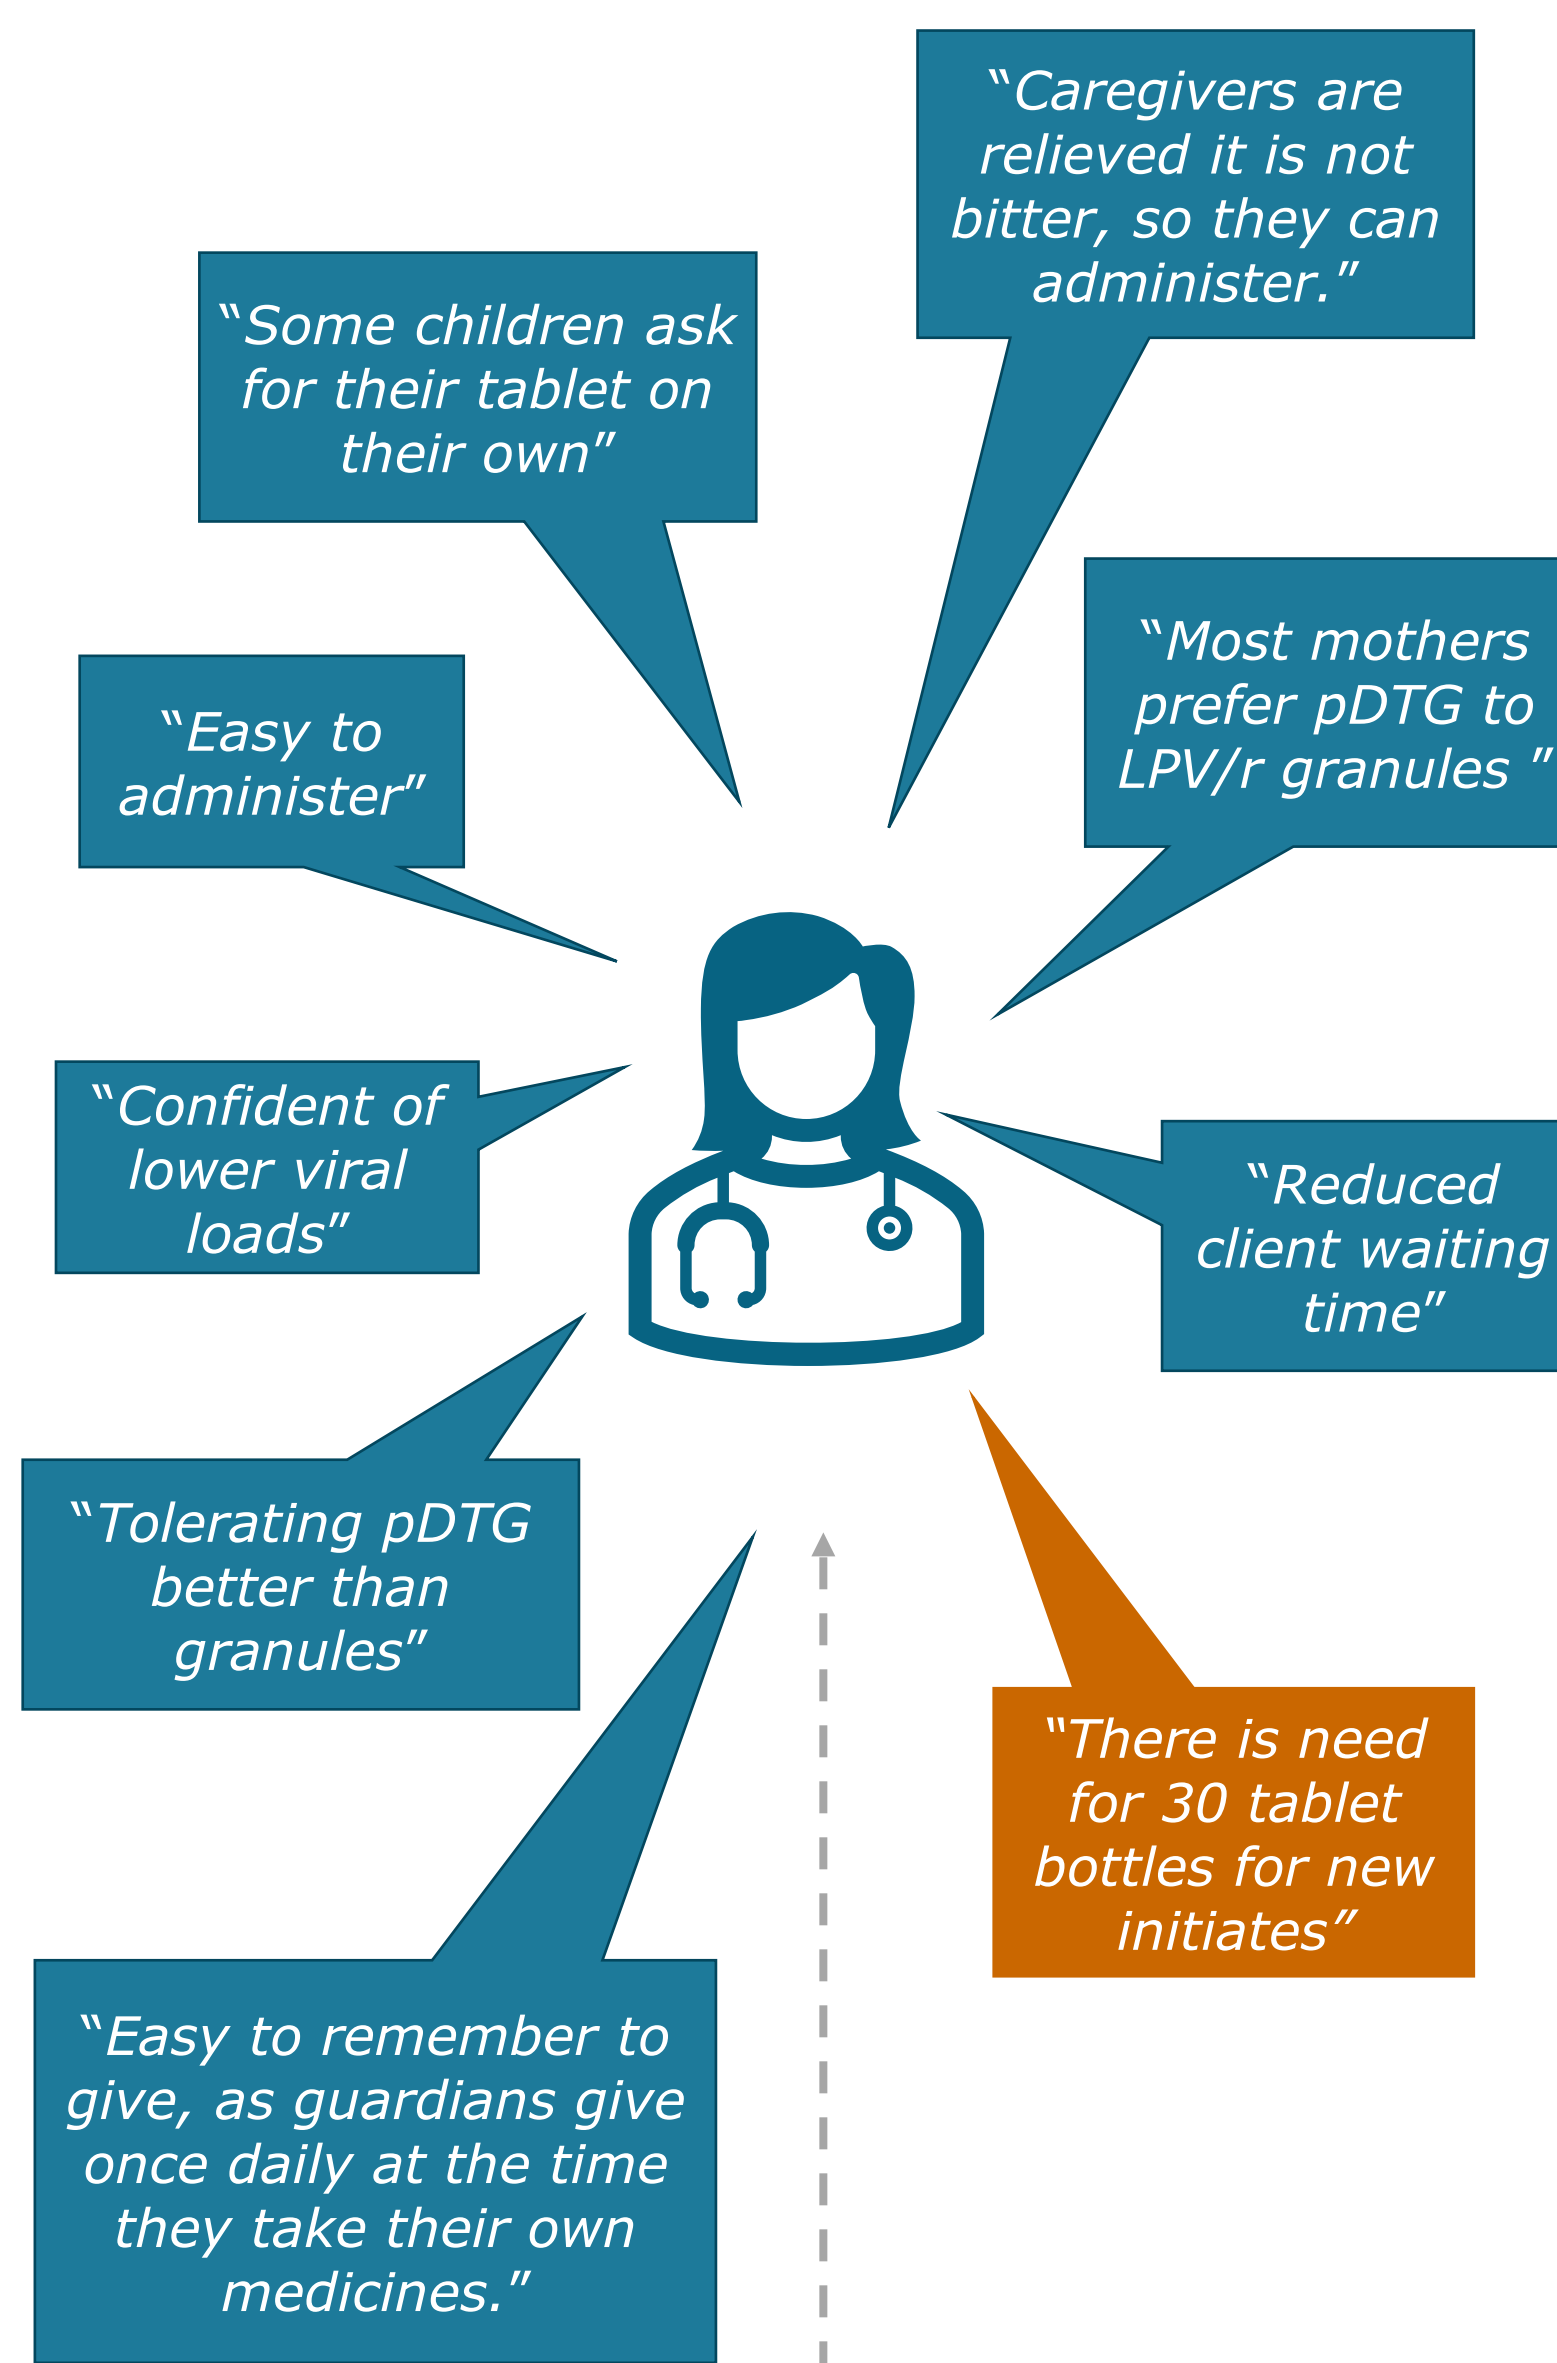 “Caregivers are
relieved it is not
bitter, so they can
administer.”
“Some children ask
for their tablet on
their own”
“Most mothers
prefer pDTG to
LPV/r granules ”
“Easy to
administer”
“Confident of
lower viral
loads”
“Reduced
client waiting
time”
“Tolerating pDTG
better than
granules”
“There is need
for 30 tablet
bottles for new
initiates”
“Easy to remember to
give, as guardians give
once daily at the time
they take their own
medicines.”